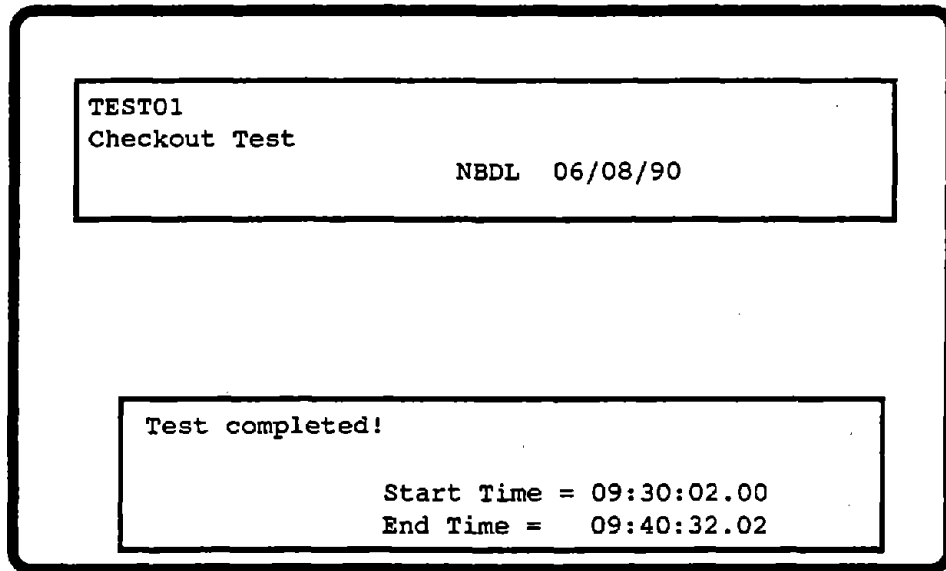 TEST01
Checkout Test
NBDL 06/08/90
Test completed!
Start Time = 09:30:02.00
End Time = 09:40:32.02